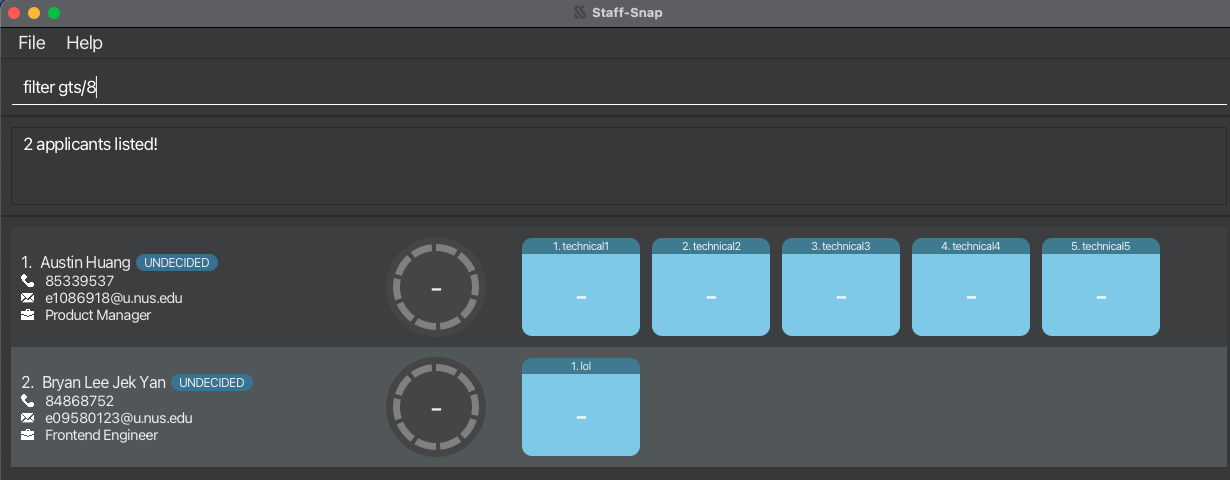 Staff-Snap
File Help
filter gts/8
2 applicants listed!
1. Austin Huang UNDECIDED
85339537
e1086918@u.nus.edu
Product Manager
-
1. technical1
-
2. technical2
-
3. technical3
-
4. technical4
-
5. technical5
-
2. Bryan Lee Jek Yan UNDECIDED
84868752
e09580123@u.nus.edu
Frontend Engineer
-
1. lol
-